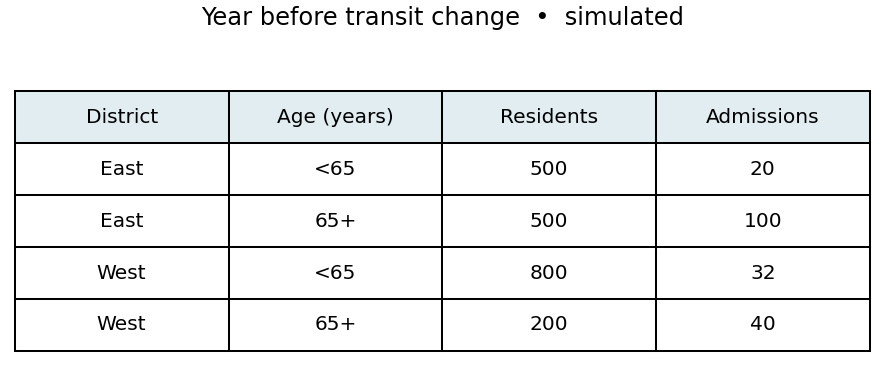 Year before transit change • simulated
District Age (years) Residents Admissions
East <65 500 20
East 65+ 500 100
West <65 800 32
West 65+ 200 40